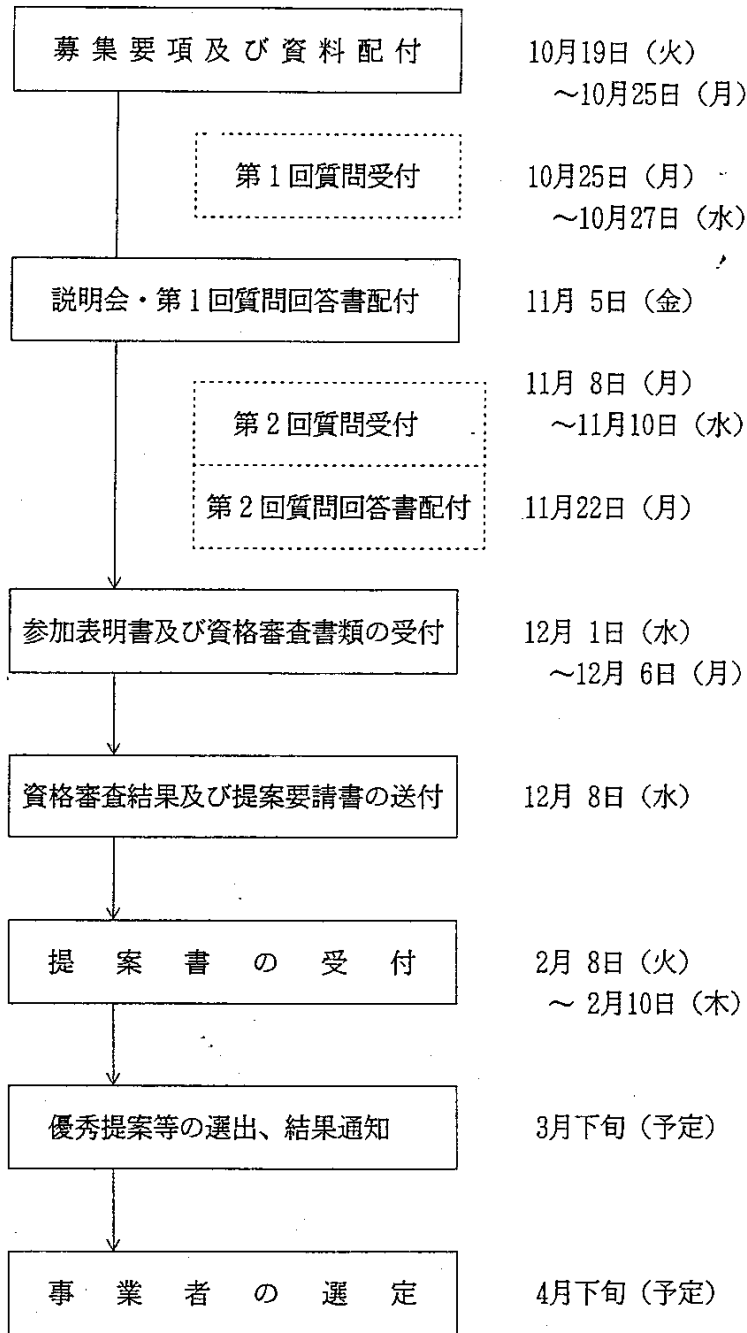 募集要項及び資料配付
10月19日（火）
～10月25日（月）
第1回質問受付
10月25日（月）
～10月27日（水）
説明会・第1回質問回答書配付
11月 5日（金）
第2回質問受付
11月 8日（月）
～11月10日（水）
第2回質問回答書配付
11月22日（月）
参加表明書及び資格審査書類の受付
12月 1日（水）
～12月 6日（月）
資格審査結果及び提案要請書の送付
12月 8日（水）
提案書の受付
2月 8日（火）
～ 2月10日（木）
優秀提案等の選出、結果通知
3月下旬（予定）
事業者の選定
4月下旬（予定）